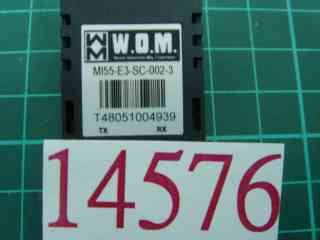 W.O.M.
MI55-E3-SC-002-3
T48051004939
TX RX
14576